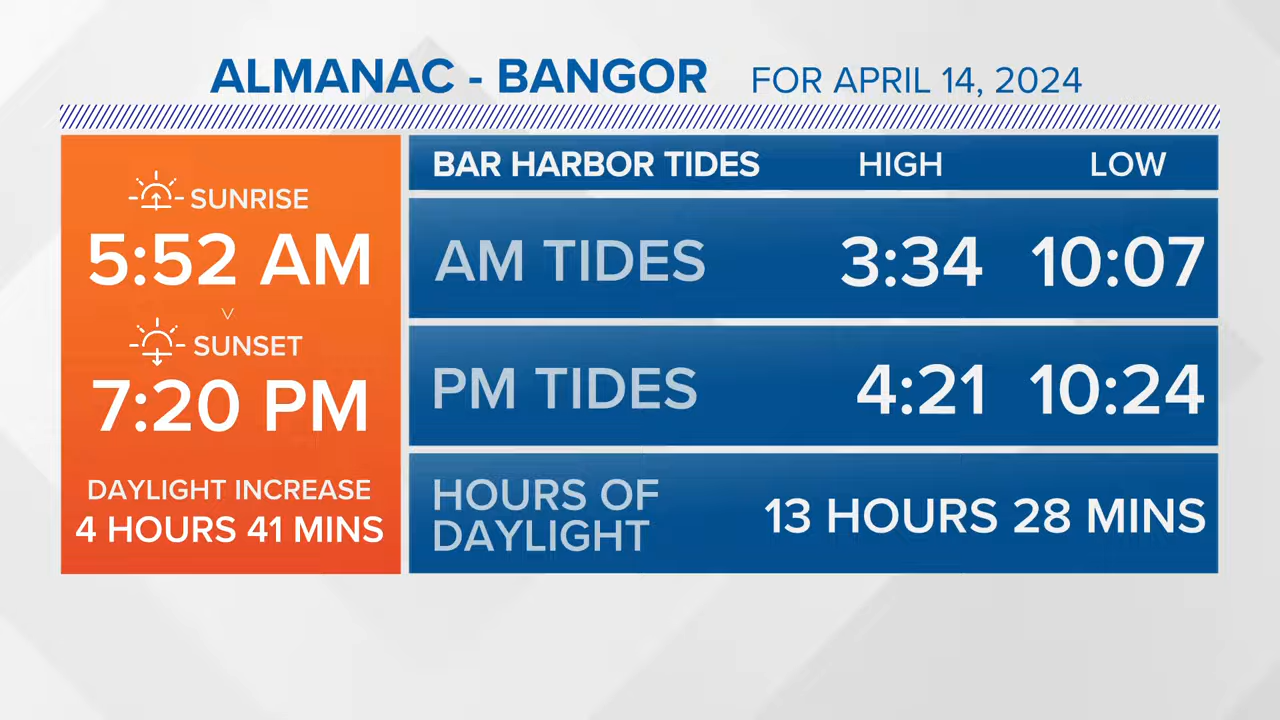 ALMANAC - BANGOR FOR APRIL 14, 2024
SUNRISE
5:52 AM
SUNSET
7:20 PM
DAYLIGHT INCREASE
4 HOURS 41 MINS
BAR HARBOR TIDES HIGH LOW
AM TIDES 3:34 10:07
PM TIDES 4:21 10:24
HOURS OF
DAYLIGHT
13 HOURS 28 MINS